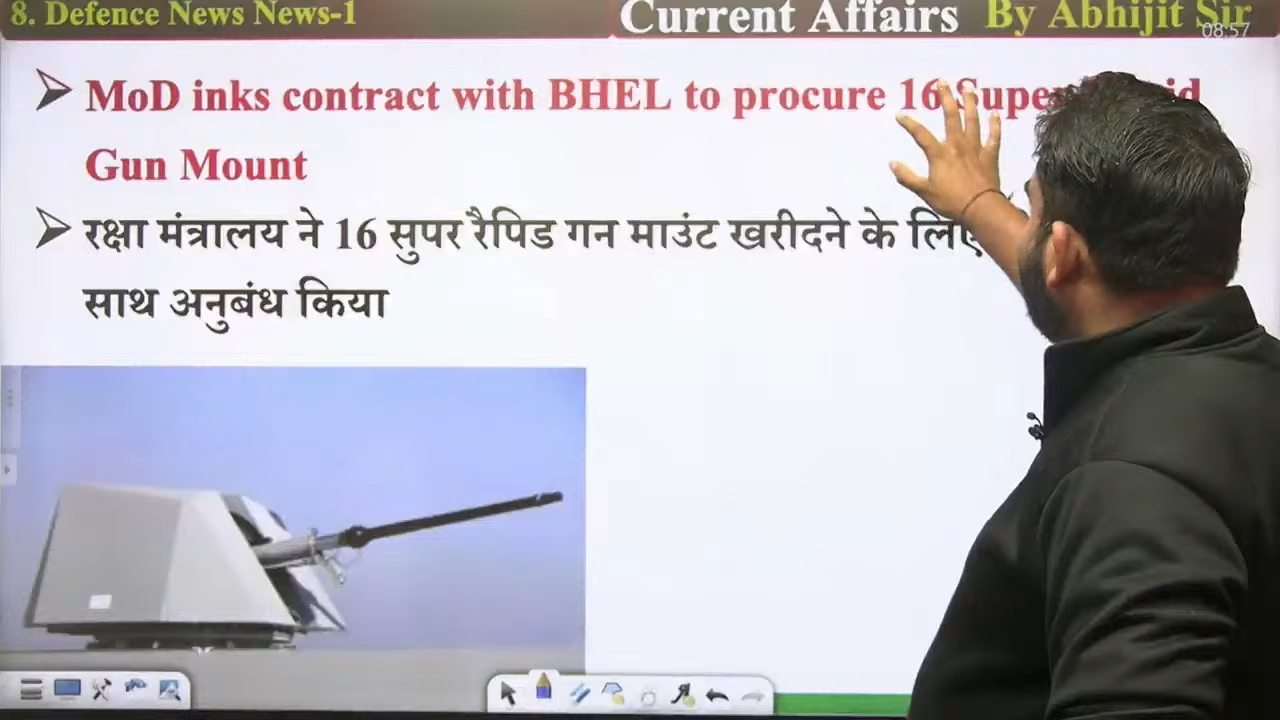 8. Defence News News-1
Current Affairs By Abhijit Sir
08:57
MoD inks contract with BHEL to procure 16
Gun Mount
रक्षा मंत्रालय ने 16 सुपर रैपिड गन माउंट खरीदने के लिए
साथ अनुबंध किया